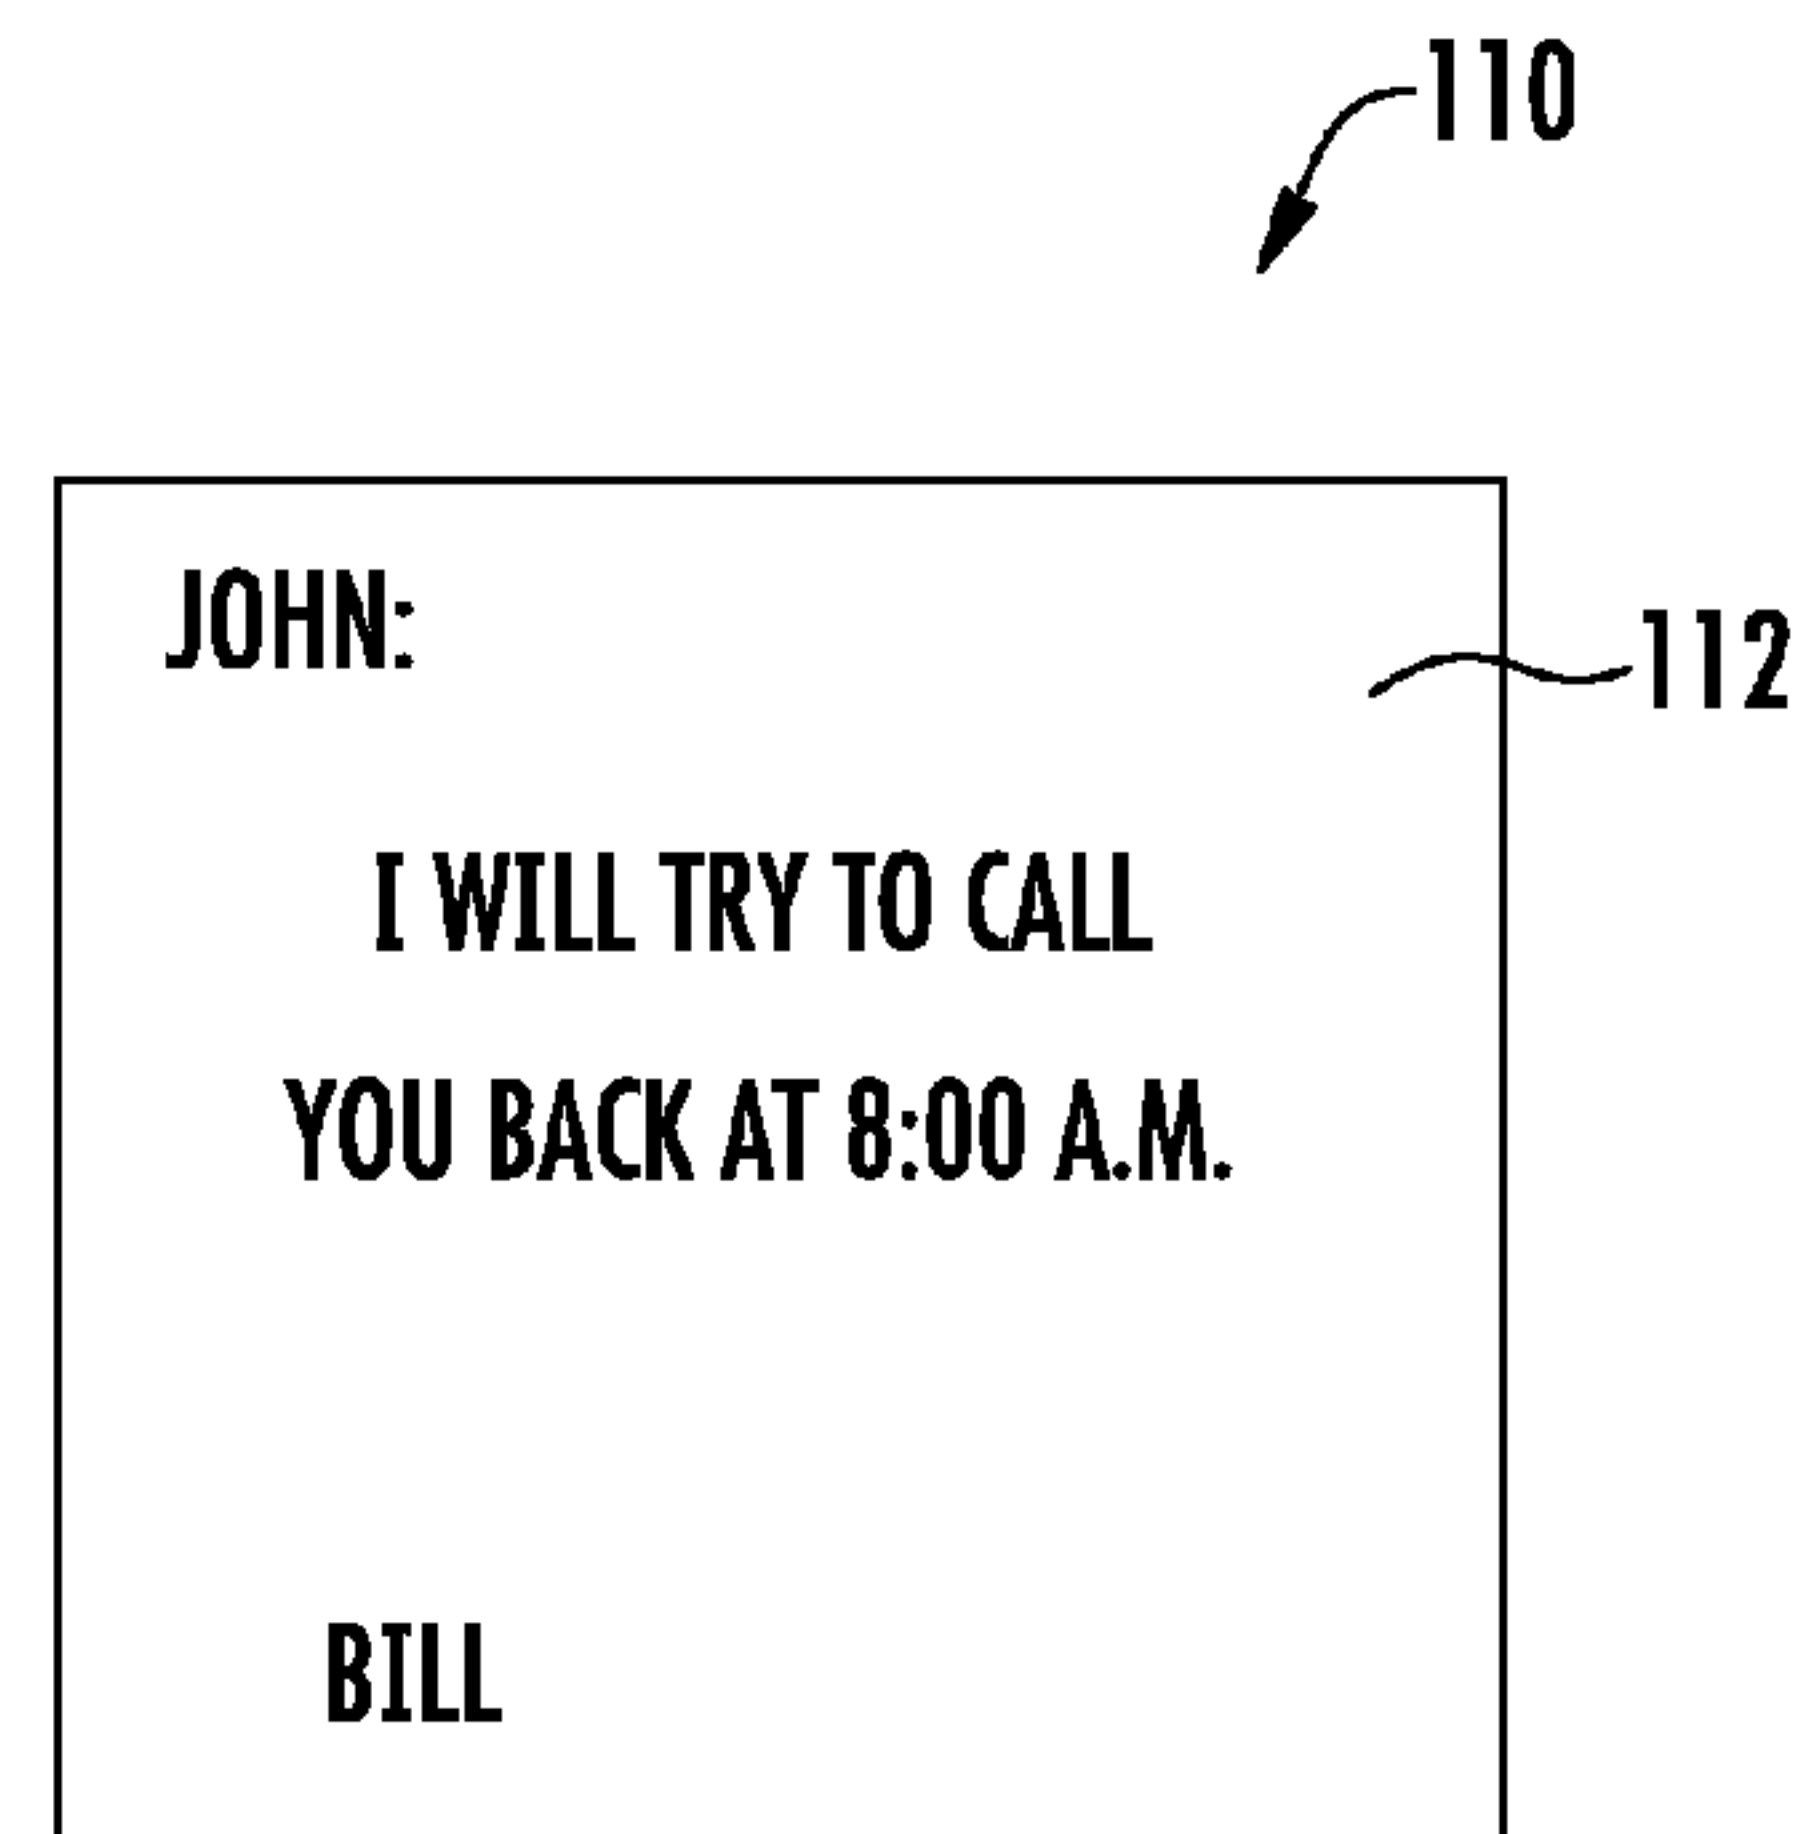 110
JOHN:
112
I WILL TRY TO CALL
YOU BACK AT 8:00 A.M.
BILL